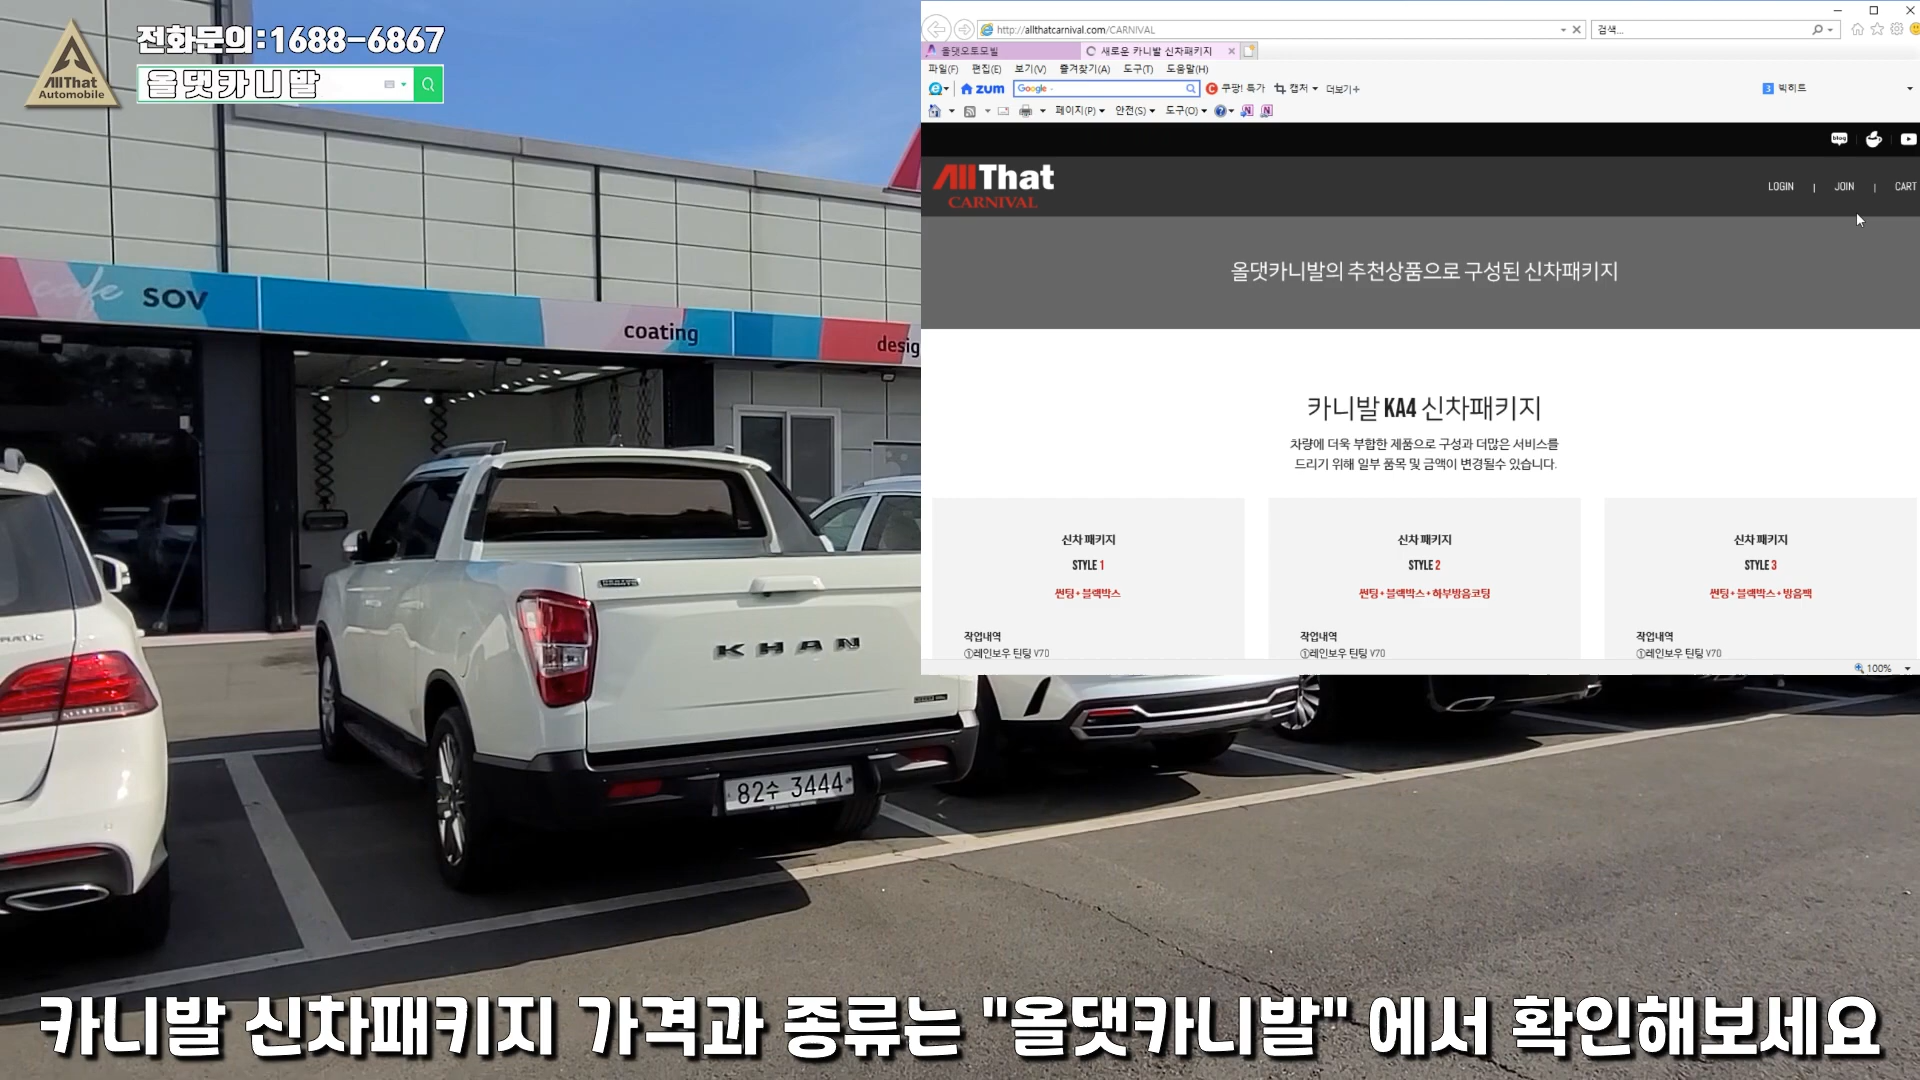 전화문의:1688-6867
올댓카니발
AllThat
Automobile
cafe SOV
coating
desig
KHAN
82수 3444
http://allthatcarnival.com/CARNIVAL
검색...
올댓오토모빌
새로운 카니발 신차패키지
파일(F) 편집(E) 보기(V) 즐겨찾기(A) 도구(T) 도움말(H)
zum Google 쿠팡! 특가 캡처 더보기+
3 빅히트
페이지(P) 안전(S) 도구(O)
blog
AllThat
CARNIVAL
LOGIN | JOIN | CART
올댓카니발의 추천상품으로 구성된 신차패키지
카니발 KA4 신차패키지
차량에 더욱 부합한 제품으로 구성과 더많은 서비스를
드리기 위해 일부 품목 및 금액이 변경될수 있습니다.
신차 패키지
STYLE 1
썬팅+블랙박스
작업내역
①레인보우 틴팅 V70
신차 패키지
STYLE 2
썬팅+블랙박스+하부방음코팅
작업내역
①레인보우 틴팅 V70
신차 패키지
STYLE 3
썬팅+블랙박스+방음팩
작업내역
①레인보우 틴팅 V70
100%
카니발 신차패키지 가격과 종류는 "올댓카니발" 에서 확인해보세요